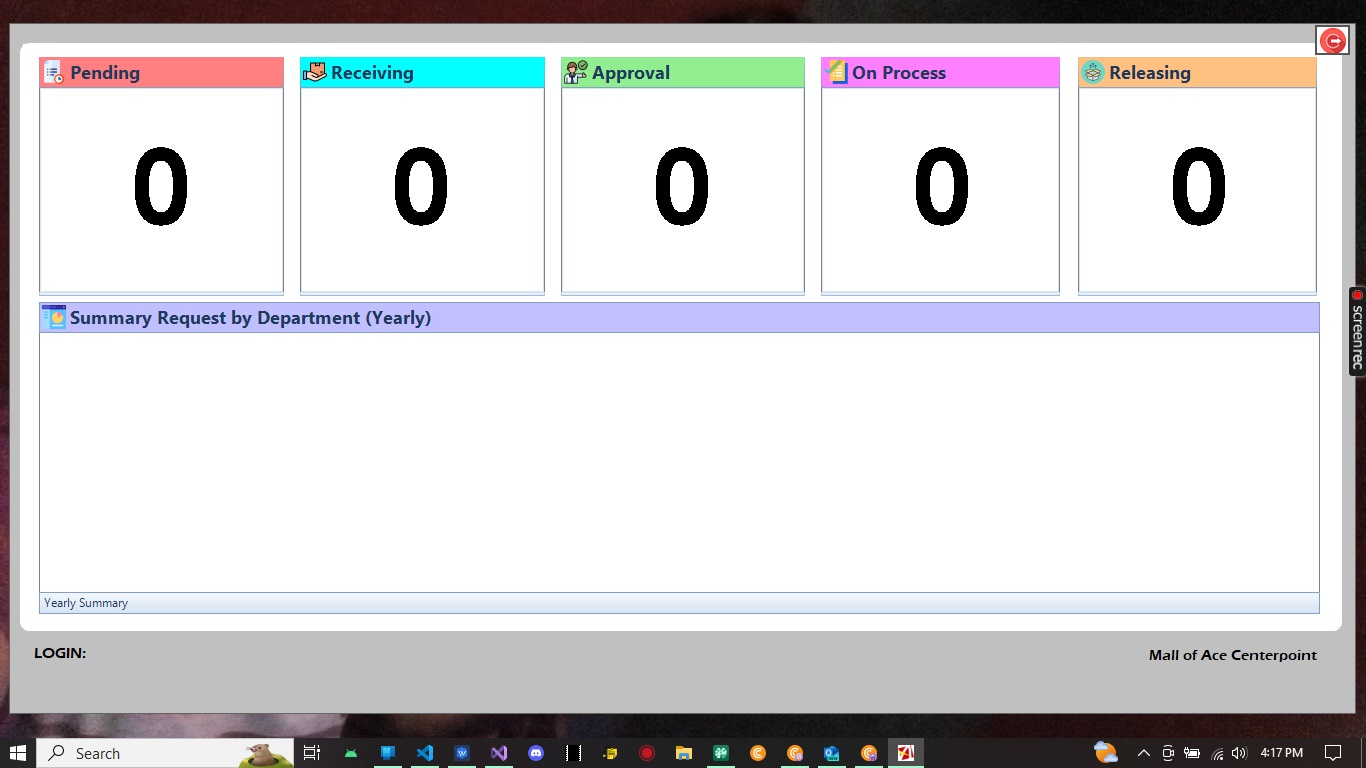 Pending
Receiving
Approval
On Process
Releasing
0
0
0
0
0
Summary Request by Department (Yearly)
screenrec
Yearly Summary
LOGIN:
Mall of Ace Centerpoint
Search
4:17 PM